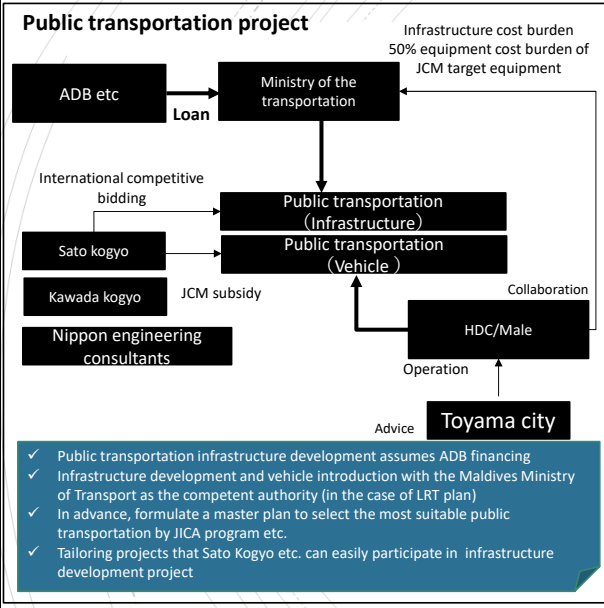 Public transportation project
Infrastructure cost burden
50% equipment cost burden of
JCM target equipment
ADB etc
Loan
Ministry of the
transportation
International competitive
bidding
Public transportation
（Infrastructure）
Public transportation
（Vehicle ）
Sato kogyo
Kawada kogyo
JCM subsidy
Nippon engineering
consultants
Collaboration
HDC/Male
Operation
Advice
Toyama city
✓ Public transportation infrastructure development assumes ADB financing
✓ Infrastructure development and vehicle introduction with the Maldives Ministry
of Transport as the competent authority (in the case of LRT plan)
✓ In advance, formulate a master plan to select the most suitable public
transportation by JICA program etc.
✓ Tailoring projects that Sato Kogyo etc. can easily participate in infrastructure
development project